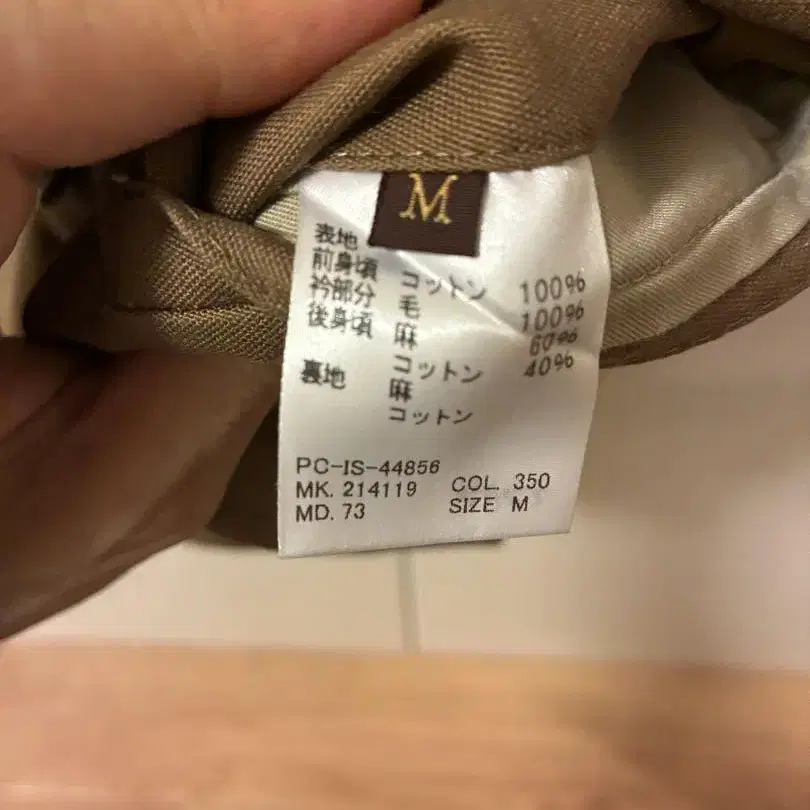 M
表地
前身頃 コットン 100%
衿部分 毛 100%
後身頃 麻 60%
コットン 40%
裏地 麻
コットン
PC-IS-44856
MK. 214119 COL. 350
MD. 73 SIZE M